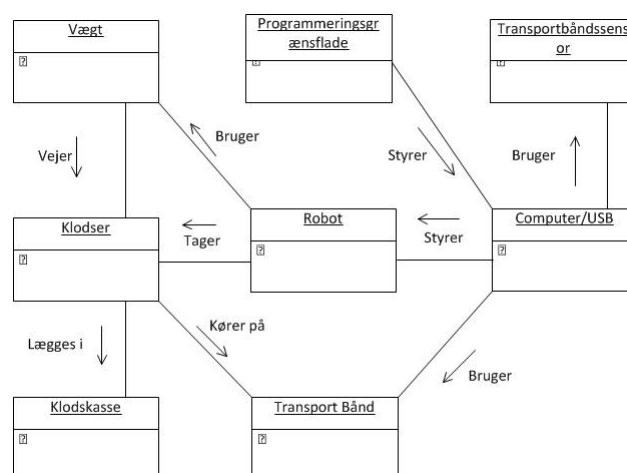 Vægt
Programmeringsgr
ænsflade
Transportbåndssens
or
Bruger
Vejer
Styrer
Bruger
Klodser
Tager
Robot
Styrer
Computer/USB
Lægges i
Kører på
Bruger
Klodskasse
Transport Bånd